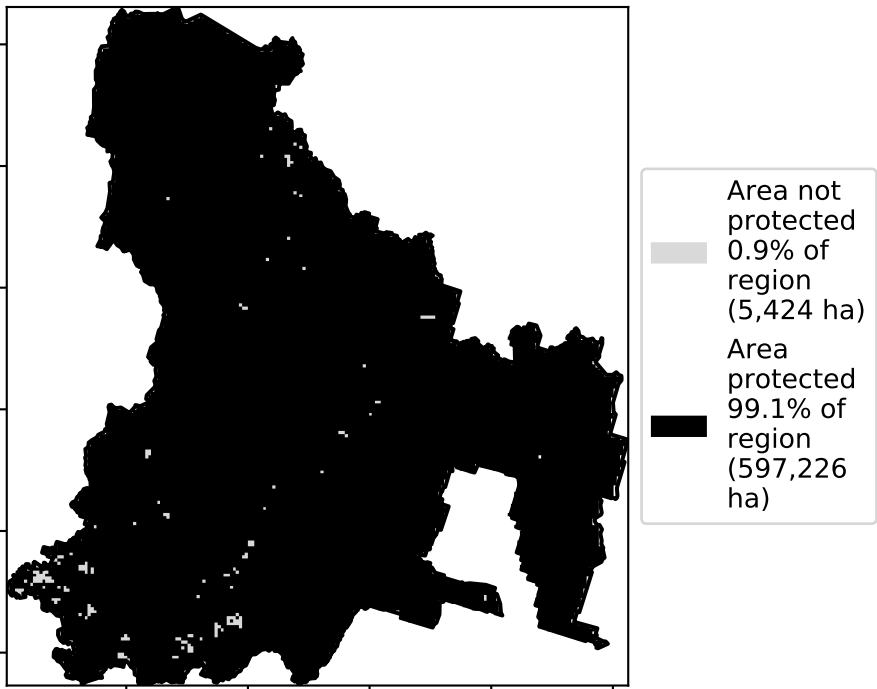 Area not
protected
0.9% of
region
(5,424 ha)
Area
protected
99.1% of
region
(597,226
ha)